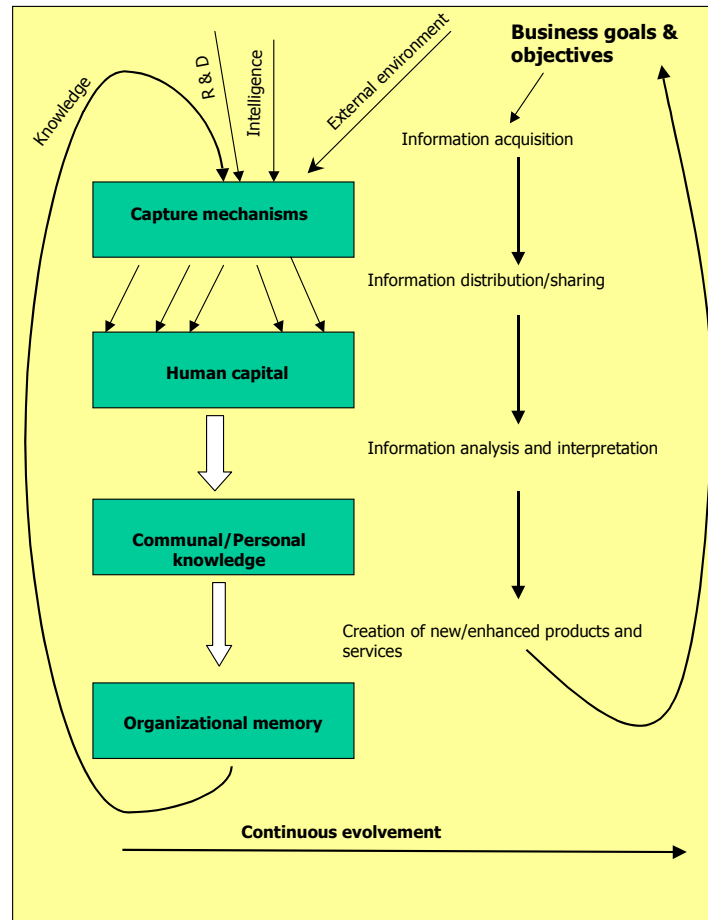 Business goals &
objectives
Knowledge
R & D
Intelligence
External environment
Information acquisition
Capture mechanisms
Information distribution/sharing
Human capital
Information analysis and interpretation
Communal/Personal
knowledge
Creation of new/enhanced products and
services
Organizational memory
Continuous evolvement